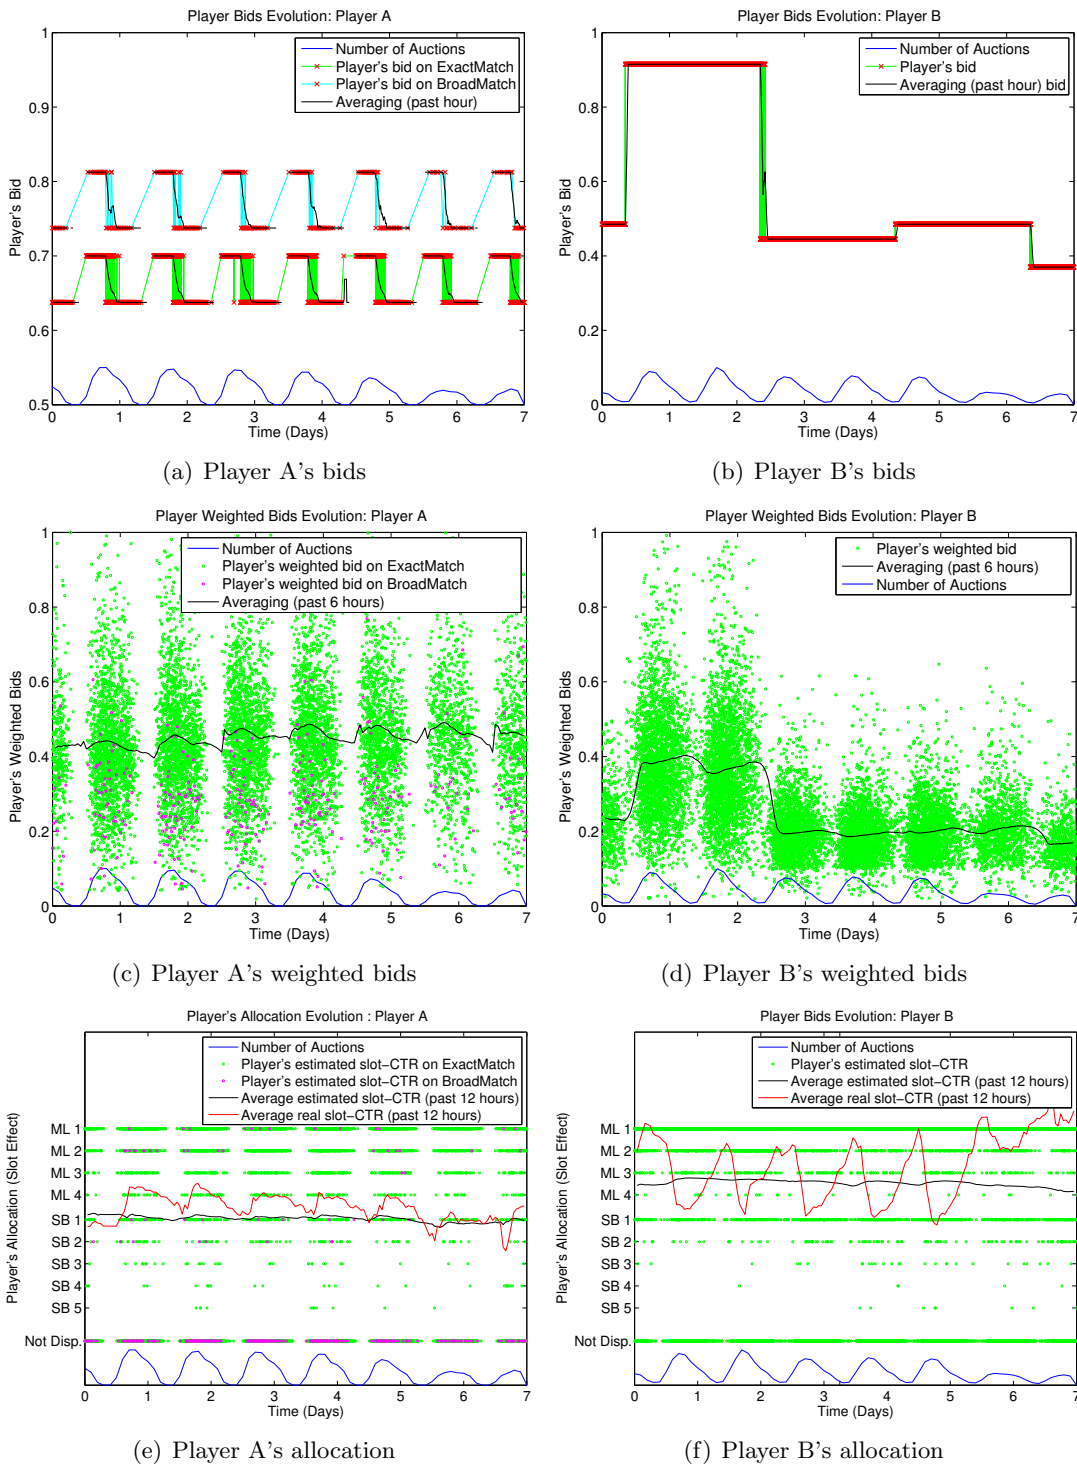 Player Bids Evolution: Player A
Number of Auctions
Player's bid on ExactMatch
Player's bid on BroadMatch
Averaging (past hour)
Player's Bid
1
0.9
0.8
0.7
0.6
0.5
0 1 2 3 4 5 6 7
Time (Days)
(a) Player A's bids
Player Bids Evolution: Player B
Number of Auctions
Player's bid
Averaging (past hour) bid
Player's Bid
1
0.8
0.6
0.4
0.2
0
0 1 2 3 4 5 6 7
Time (Days)
(b) Player B's bids
Player Weighted Bids Evolution: Player A
Number of Auctions
Player's weighted bid on ExactMatch
Player's weighted bid on BroadMatch
Averaging (past 6 hours)
Player's Weighted Bids
1
0.8
0.6
0.4
0.2
0
0 1 2 3 4 5 6 7
Time (Days)
(c) Player A's weighted bids
Player Weighted Bids Evolution: Player B
Player's weighted bid
Averaging (past 6 hours)
Number of Auctions
Player's Weighted Bids
1
0.8
0.6
0.4
0.2
0
0 1 2 3 4 5 6 7
Time (Days)
(d) Player B's weighted bids
Player's Allocation Evolution : Player A
Number of Auctions
Player's estimated slot-CTR on ExactMatch
Player's estimated slot-CTR on BroadMatch
Average estimated slot-CTR (past 12 hours)
Average real slot-CTR (past 12 hours)
Player's Allocation (Slot Effect)
ML 1
ML 2
ML 3
ML 4
SB 1
SB 2
SB 3
SB 4
SB 5
Not Disp.
0 1 2 3 4 5 6 7
Time (Days)
(e) Player A's allocation
Player Bids Evolution: Player B
Number of Auctions
Player's estimated slot-CTR
Average estimated slot-CTR (past 12 hours)
Average real slot-CTR (past 12 hours)
Player's Allocation (Slot Effect)
ML 1
ML 2
ML 3
ML 4
SB 1
SB 2
SB 3
SB 4
SB 5
Not Disp.
0 1 2 3 4 5 6 7
Time (Days)
(f) Player B's allocation